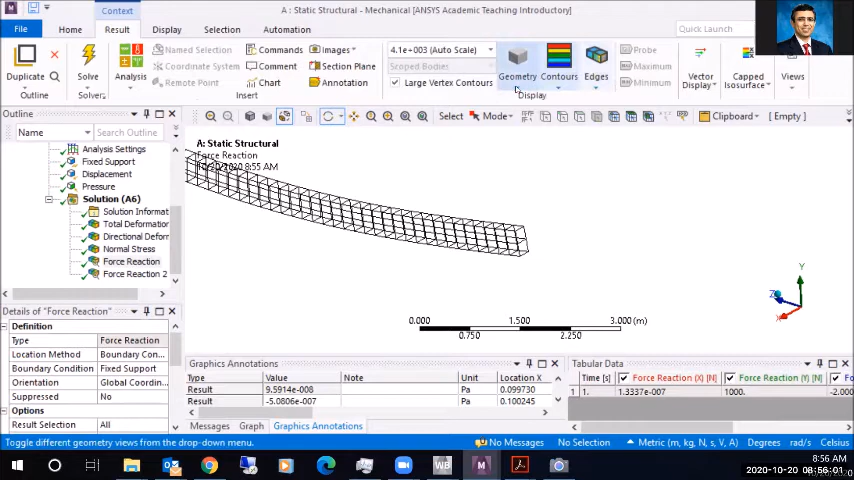 Context
A : Static Structural - Mechanical [ANSYS Academic Teaching Introductory]
File Home Result Display Selection Automation Quick Launch
Duplicate Solve Analysis
Named Selection Commands Images
Coordinate System Comment Section Plane
Remote Point Chart Annotation
4.1e+003 (Auto Scale)
Scoped Bodies
Large Vertex Contours
Geometry Contours Edges
Probe
Maximum
Minimum
Vector Display
Capped Isosurface
Views
Outline Solver Insert Display
Outline
Name
Select Mode Clipboard [ Empty ]
Analysis Settings
Fixed Support
Displacement
Pressure
Solution (A6)
Solution Informat
Total Deformation
Directional Defor
Normal Stress
Force Reaction
Force Reaction 2
A: Static Structural
Force Reaction
10/20/2020 8:55 AM
0.000 1.500 3.000 (m)
0.750 2.250
Y
Z
X
Details of "Force Reaction"
Definition
Type Force Reaction
Location Method Boundary Con...
Boundary Condition Fixed Support
Orientation Global Coordin...
Suppressed No
Options
Result Selection All
Graphics Annotations
Type Value Note Unit Location X
Result 9.5914e-008 Pa 0.099730
Result -5.0806e-007 Pa 0.100245
Messages Graph Graphics Annotations
Tabular Data
Time [s] Force Reaction (X) [N] Force Reaction (Y) [N] Fo
1 1. 1.3337e-007 1000. -2.000
Toggle different geometry views from the drop-down menu. No Messages No Selection Metric (m, kg, N, s, V, A) Degrees rad/s Celsius
WB M
8:56 AM
2020-10-20 08:56:01